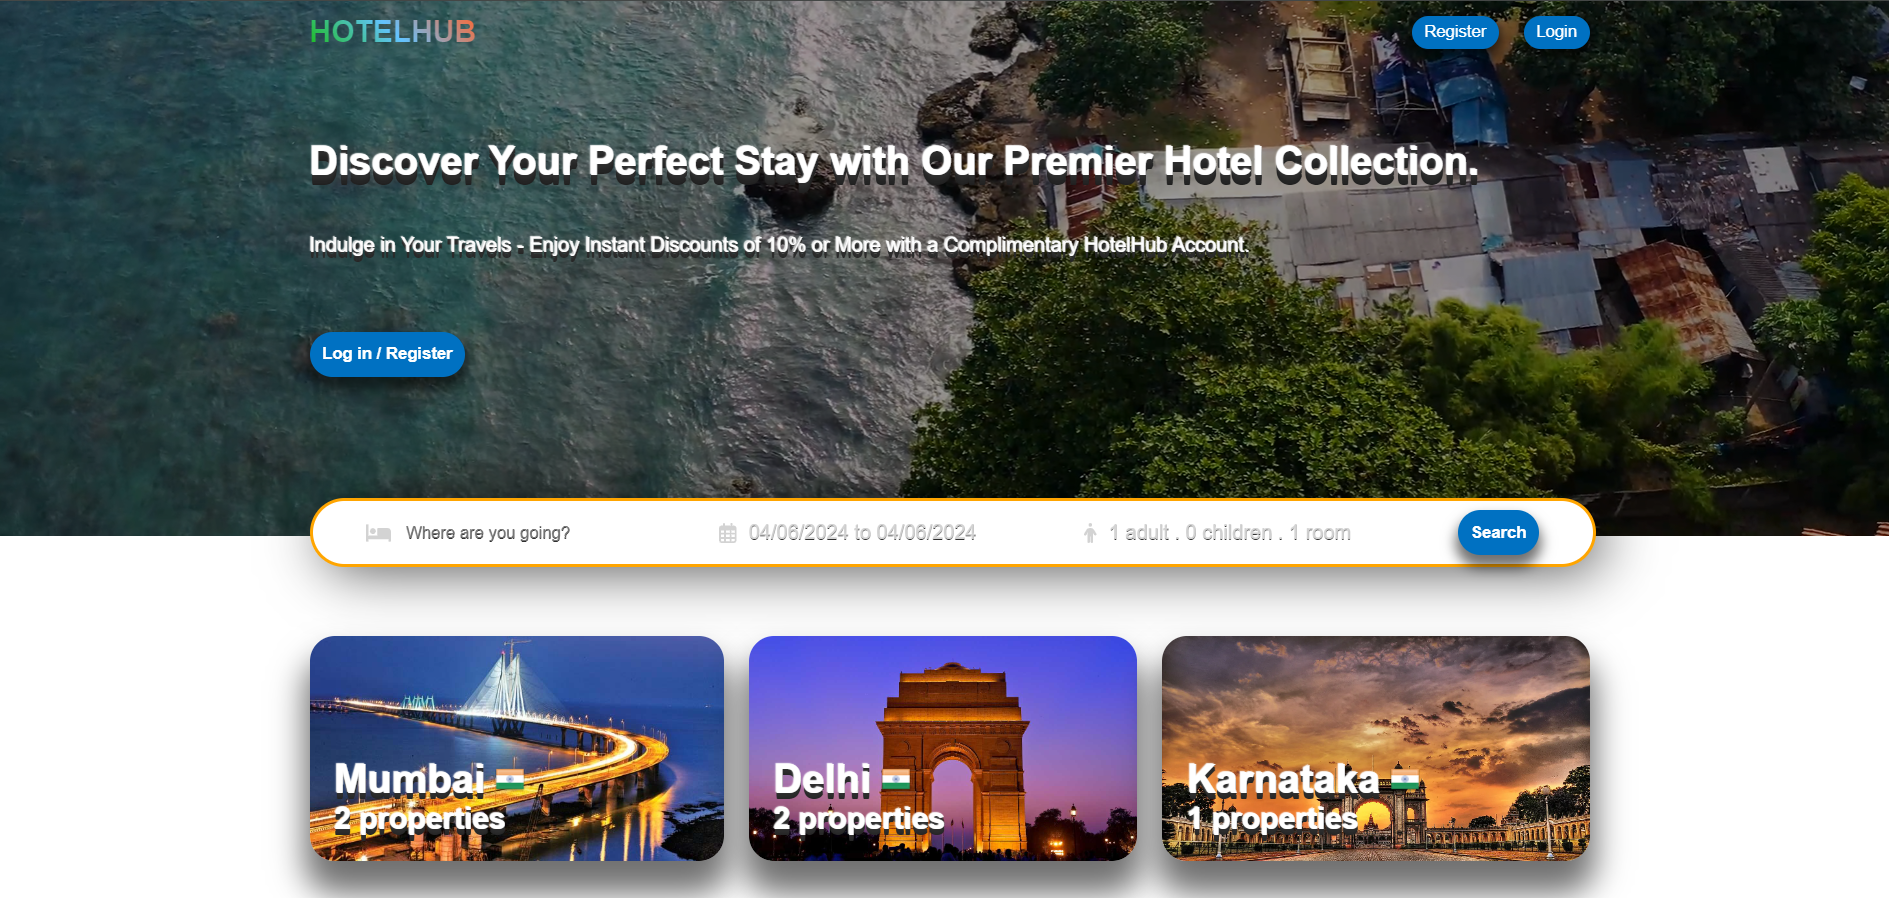 HOTELHUB
Register
Login
Discover Your Perfect Stay with Our Premier Hotel Collection.
Indulge in Your Travels - Enjoy Instant Discounts of 10% or More with a Complimentary HotelHub Account.
Log in / Register
Where are you going?
04/06/2024 to 04/06/2024
1 adult . 0 children . 1 room
Search
Mumbai
2 properties
Delhi
2 properties
Karnataka
1 properties